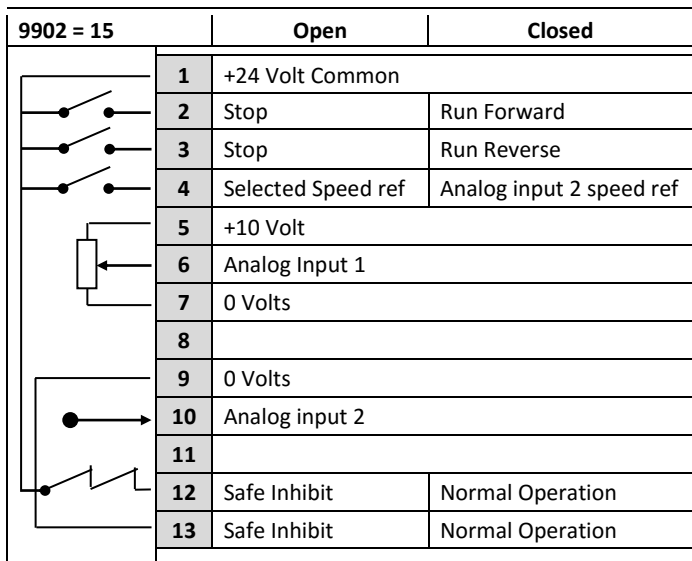 9902 = 15 Open Closed
1 +24 Volt Common
2 Stop Run Forward
3 Stop Run Reverse
4 Selected Speed ref Analog input 2 speed ref
5 +10 Volt
6 Analog Input 1
7 0 Volts
8
9 0 Volts
10 Analog input 2
11
12 Safe Inhibit Normal Operation
13 Safe Inhibit Normal Operation